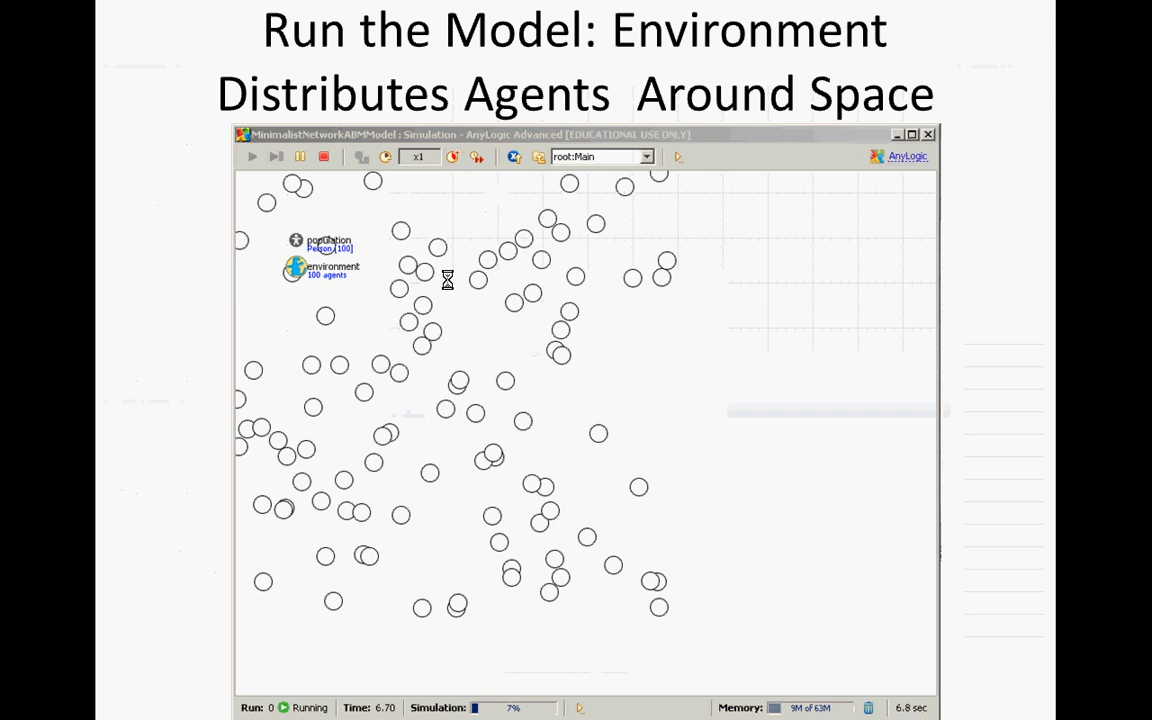 Run the Model: Environment
Distributes Agents Around Space
MinimalistNetworkABMModel : Simulation - AnyLogic Advanced [EDUCATIONAL USE ONLY]
x1
root:Main
AnyLogic
population
Person [100]
environment
100 agents
Run: 0 Running Time: 6.70 Simulation: 7% Memory: 9M of 63M 6.8 sec